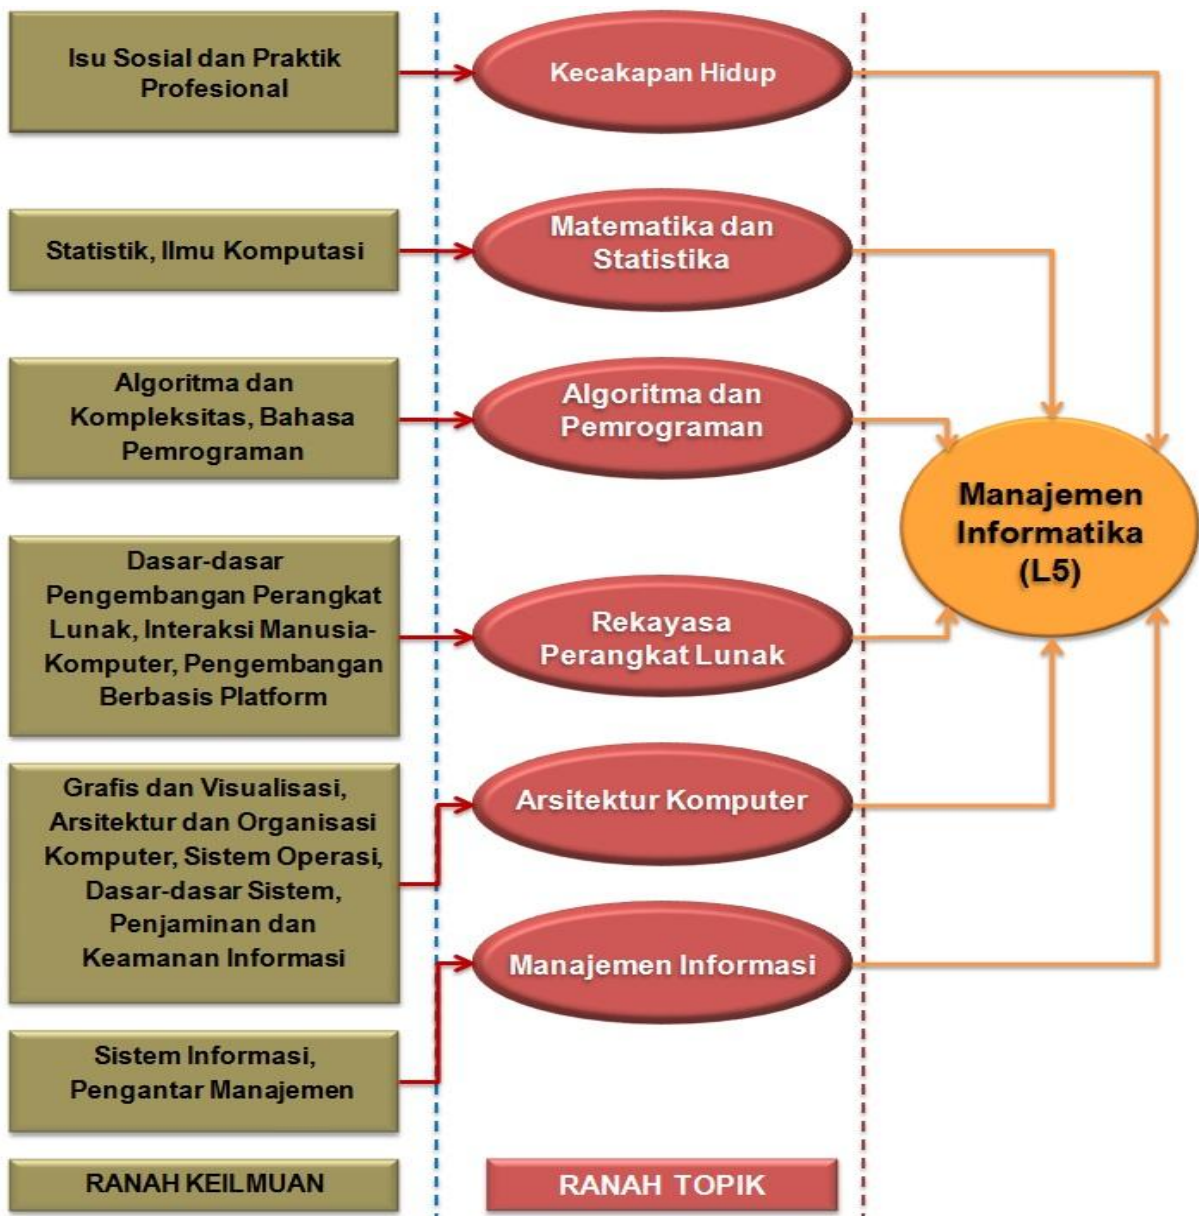 Isu Sosial dan Praktik
Profesional
Kecakapan Hidup
Statistik, Ilmu Komputasi
Matematika dan
Statistika
Algoritma dan
Kompleksitas, Bahasa
Pemrograman
Algoritma dan
Pemrograman
Manajemen
Informatika
(L5)
Dasar-dasar
Pengembangan Perangkat
Lunak, Interaksi Manusia-
Komputer, Pengembangan
Berbasis Platform
Rekayasa
Perangkat Lunak
Grafis dan Visualisasi,
Arsitektur dan Organisasi
Komputer, Sistem Operasi,
Dasar-dasar Sistem,
Penjaminan dan
Keamanan Informasi
Arsitektur Komputer
Manajemen Informasi
Sistem Informasi,
Pengantar Manajemen
RANAH KEILMUAN
RANAH TOPIK